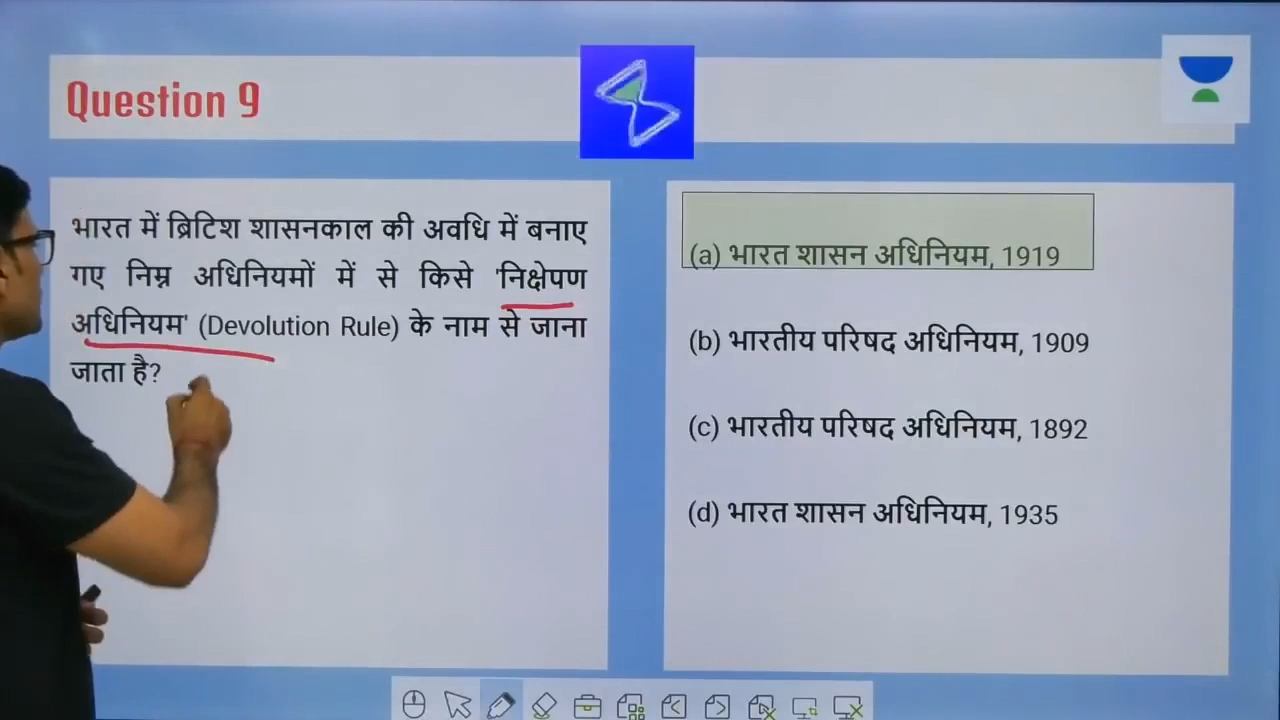 Question 9
भारत में ब्रिटिश शासनकाल की अवधि में बनाए
गए निम्न अधिनियमों में से किसे 'निक्षेपण
अधिनियम' (Devolution Rule) के नाम से जाना
जाता है?
(a) भारत शासन अधिनियम, 1919
(b) भारतीय परिषद अधिनियम, 1909
(c) भारतीय परिषद अधिनियम, 1892
(d) भारत शासन अधिनियम, 1935